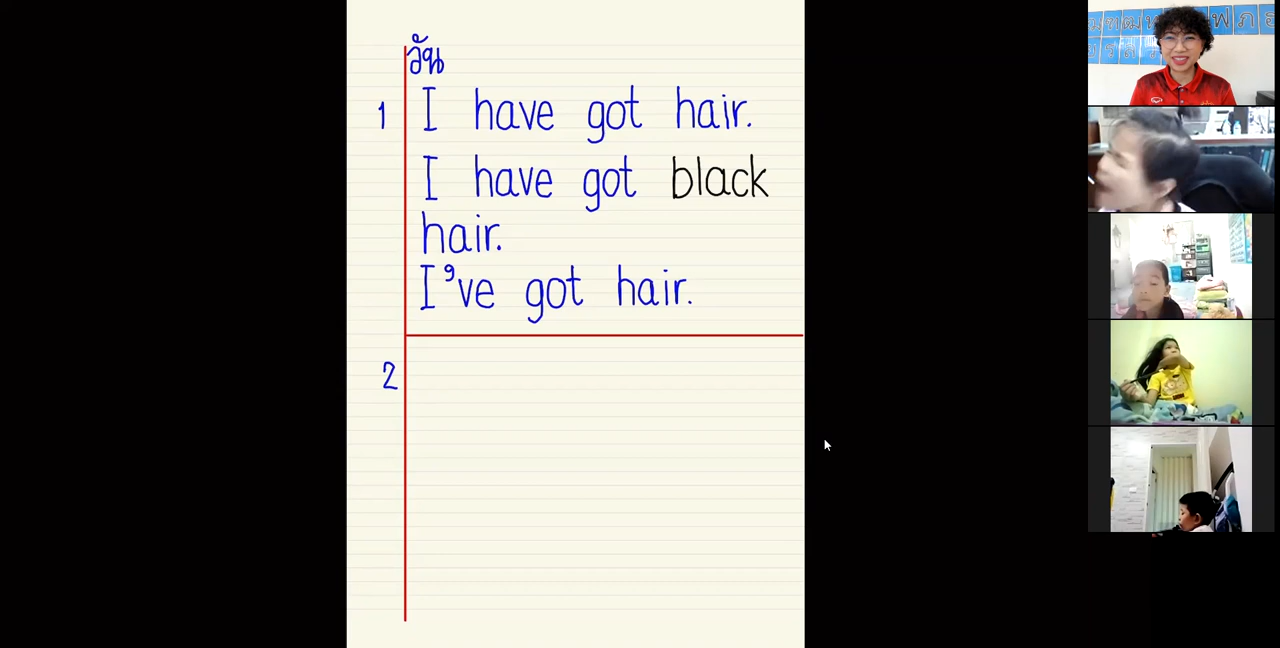 วัน
1 I have got hair.
I have got black
hair.
I've got hair.
2